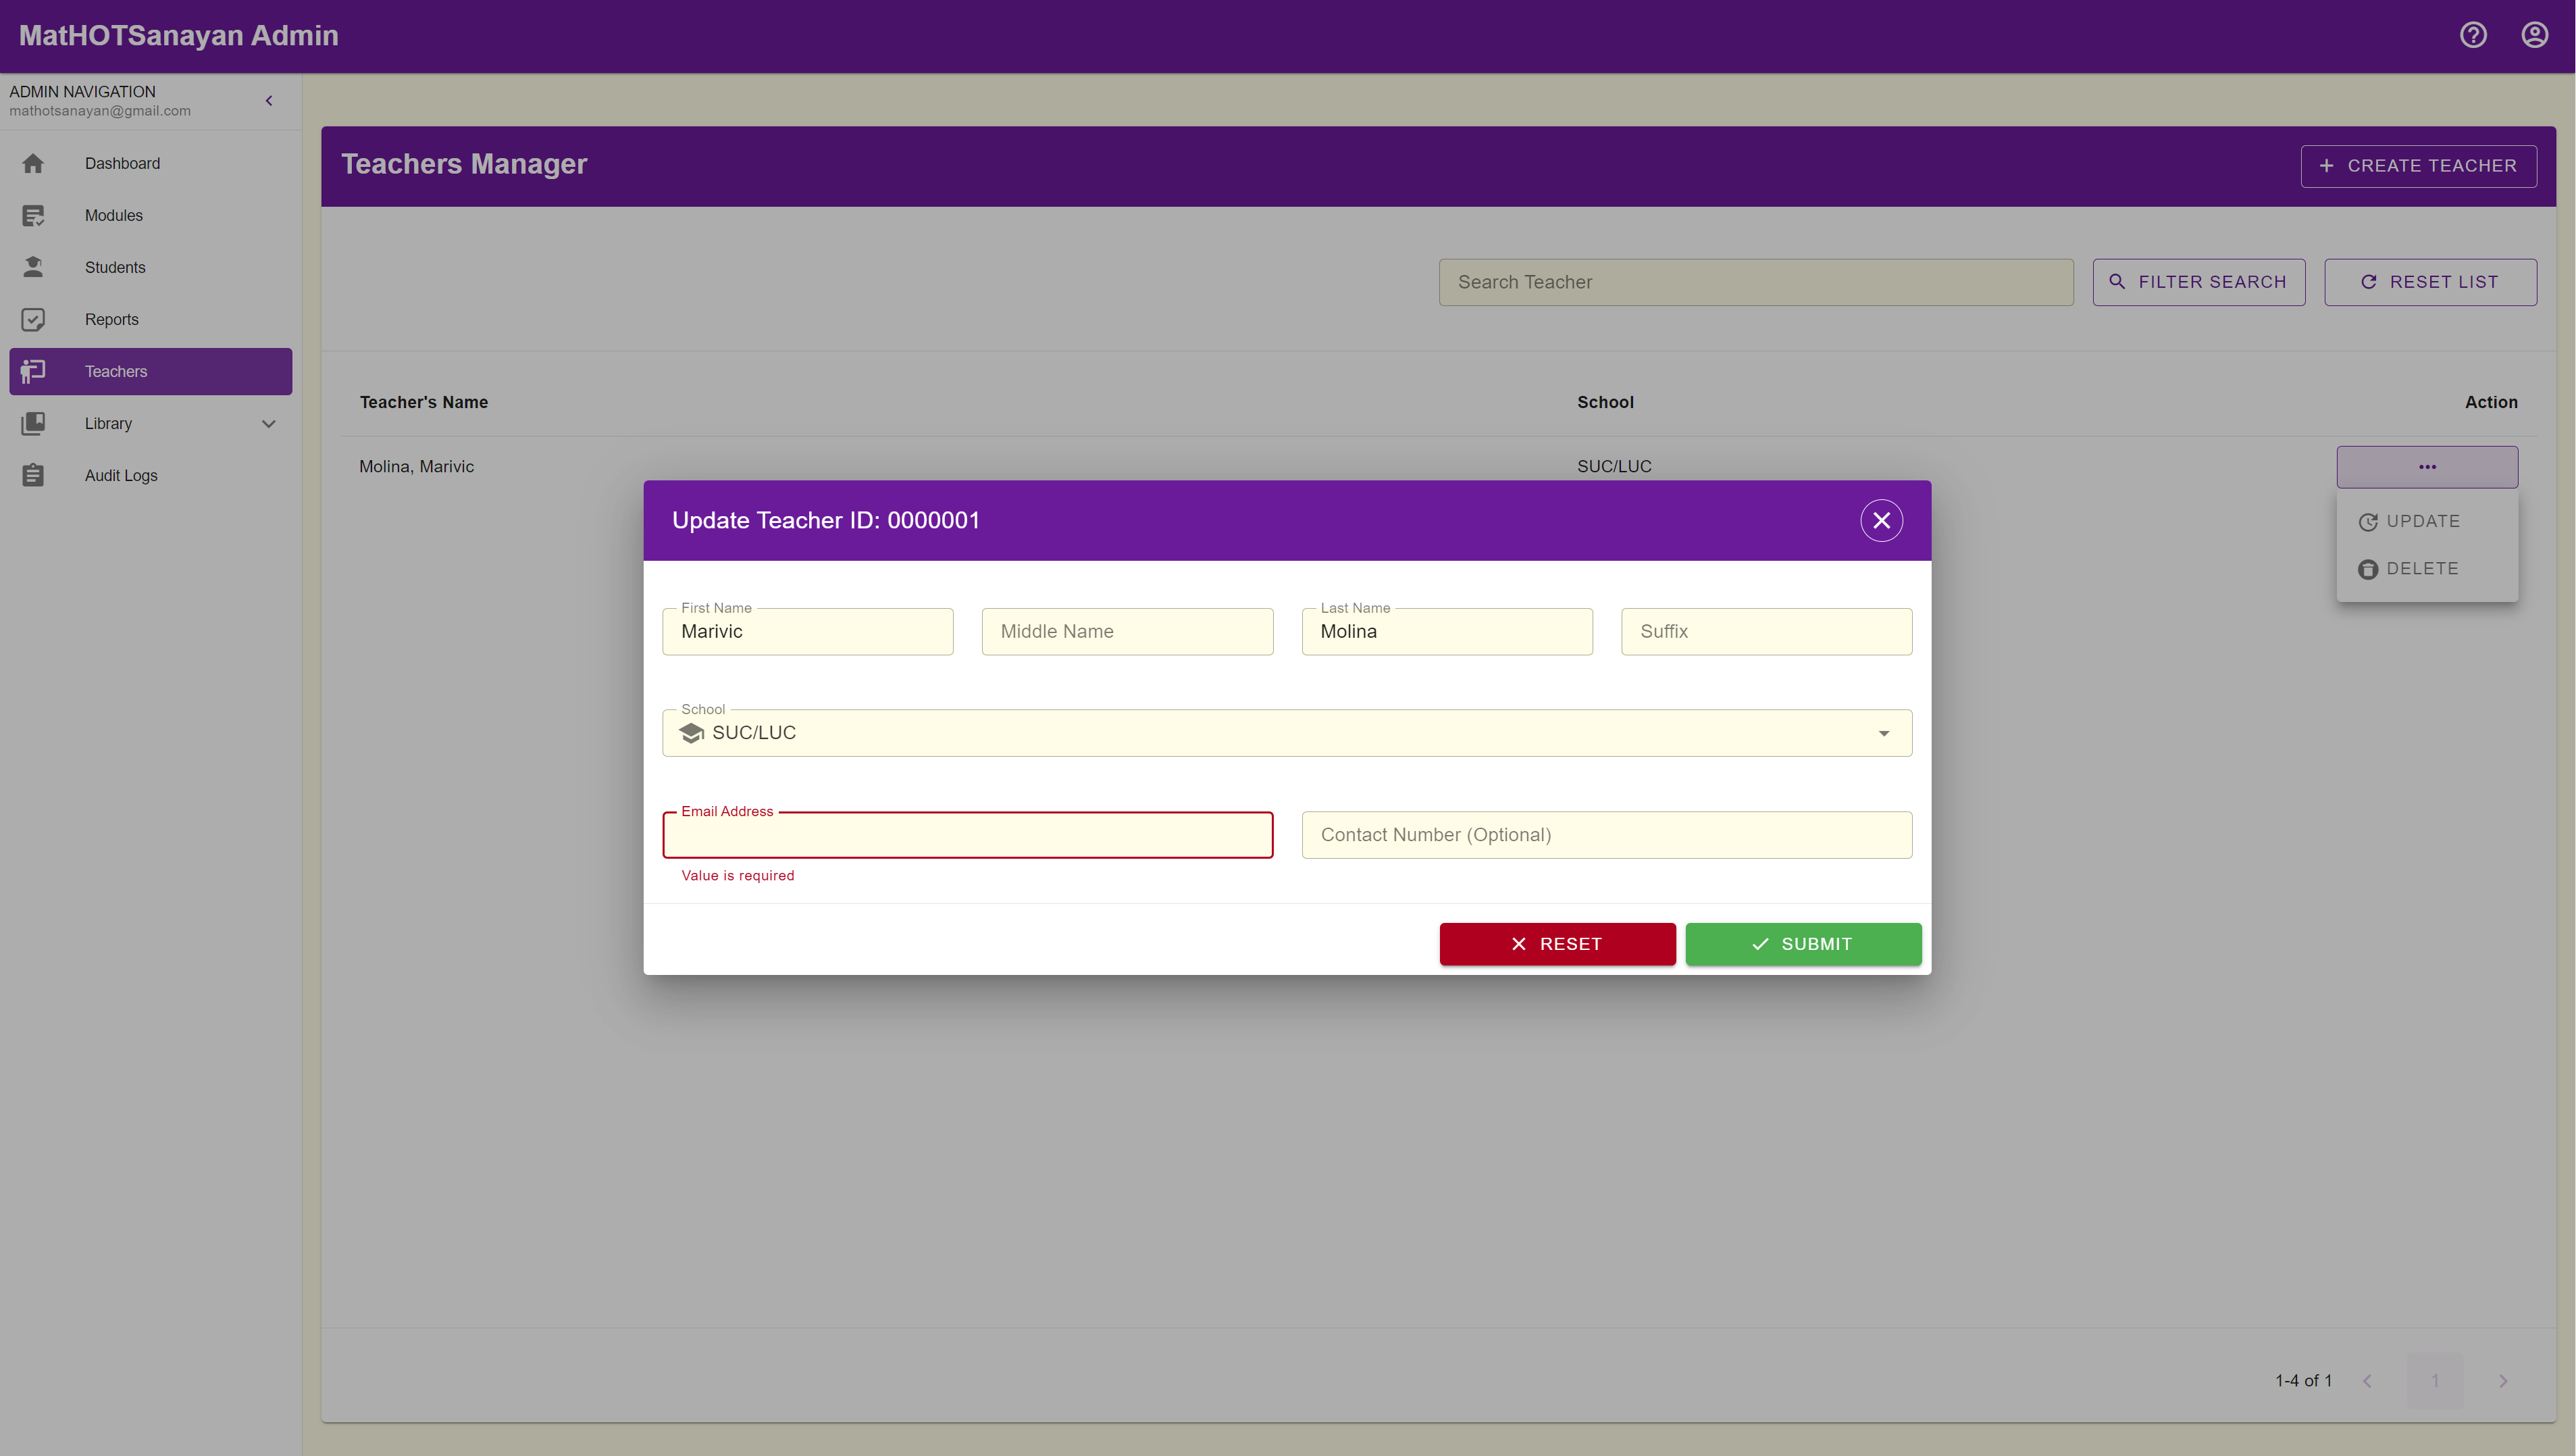 MatHOTSanayan Admin
ADMIN NAVIGATION
mathotsanayan@gmail.com
Dashboard
Modules
Students
Reports
Teachers
Library
Audit Logs
Teachers Manager
CREATE TEACHER
Search Teacher
FILTER SEARCH
RESET LIST
Teacher's Name
School
Action
Molina, Marivic
SUC/LUC
UPDATE
DELETE
Update Teacher ID: 0000001
First Name
Marivic
Middle Name
Last Name
Molina
Suffix
School
SUC/LUC
Email Address
Contact Number (Optional)
Value is required
RESET
SUBMIT
1-4 of 1
1